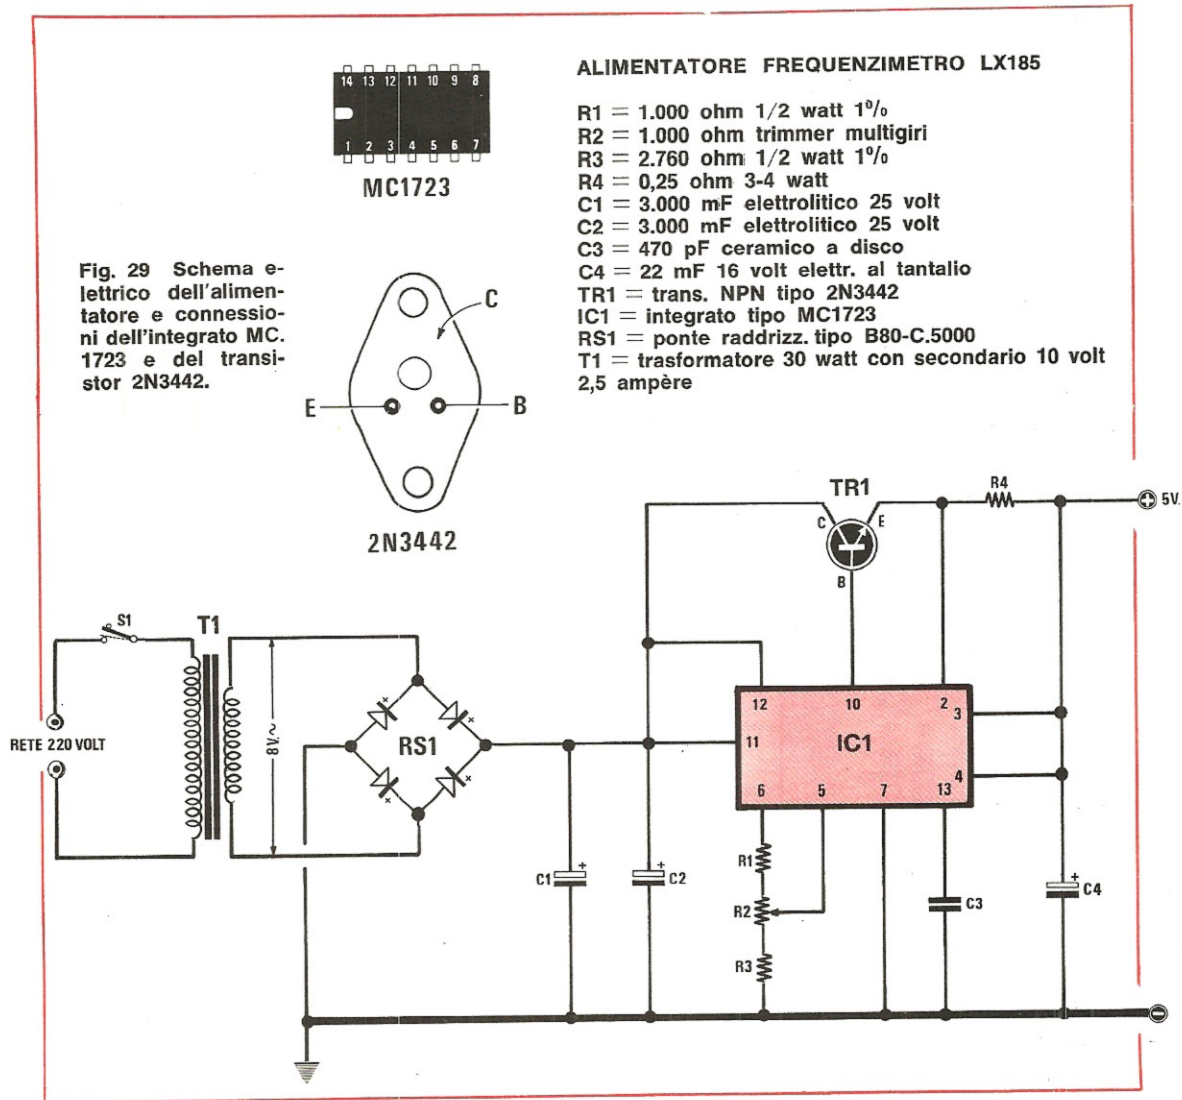 14 13 12 11 10 9 8
1 2 3 4 5 6 7
MC1723
ALIMENTATORE FREQUENZIMETRO LX185
R1 = 1.000 ohm 1/2 watt 1%
R2 = 1.000 ohm trimmer multigiri
R3 = 2.760 ohm 1/2 watt 1%
R4 = 0,25 ohm 3-4 watt
C1 = 3.000 mF elettrolitico 25 volt
C2 = 3.000 mF elettrolitico 25 volt
C3 = 470 pF ceramico a disco
C4 = 22 mF 16 volt elettr. al tantalio
TR1 = trans. NPN tipo 2N3442
IC1 = integrato tipo MC1723
RS1 = ponte raddrizz. tipo B80-C.5000
T1 = trasformatore 30 watt con secondario 10 volt
2,5 ampère
Fig. 29 Schema e-
lettrico dell'alimen-
tatore e connessio-
ni dell'integrato MC.
1723 e del transi-
stor 2N3442.
C
E
B
2N3442
TR1
R4
C
E
B
5V.
S1
T1
RETE 220 VOLT
8V.~
RS1
12
10
2
3
11
IC1
4
6
5
7
13
R1
R2
R3
C1
+
C2
+
C3
C4
+